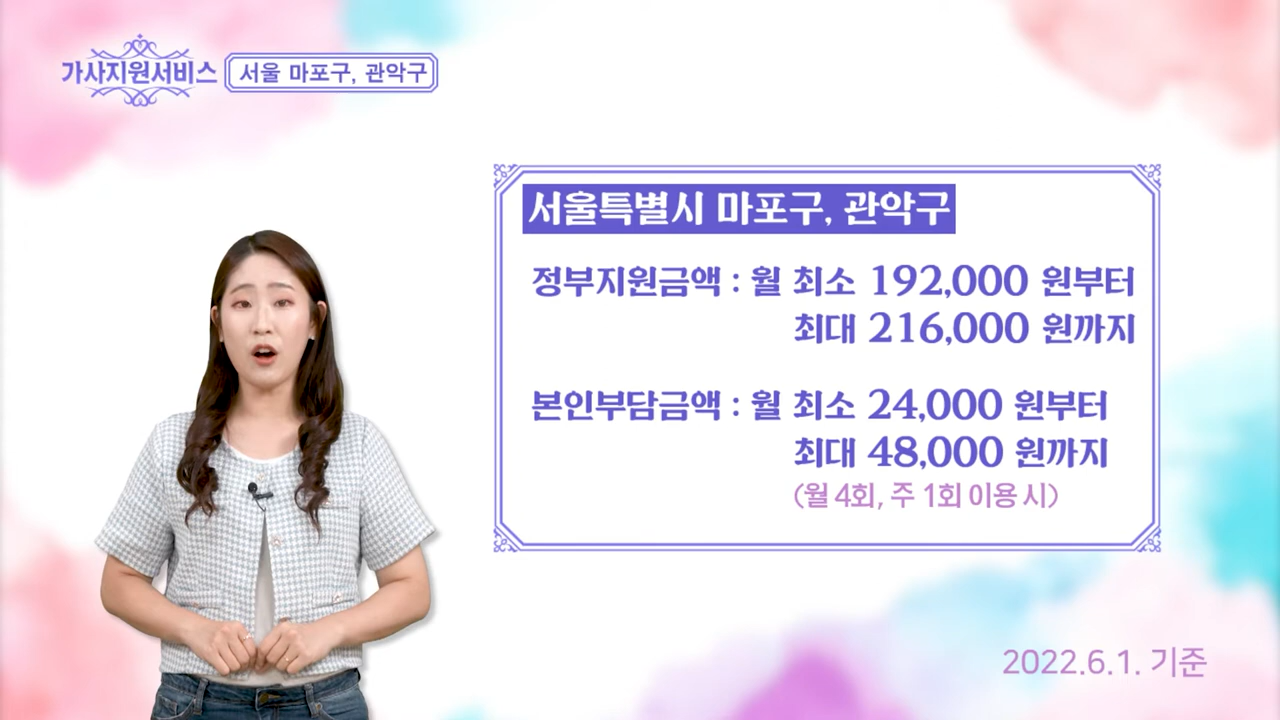 가사지원서비스 서울 마포구, 관악구
서울특별시 마포구, 관악구
정부지원금액 : 월 최소 192,000 원부터
최대 216,000 원까지
본인부담금액 : 월 최소 24,000 원부터
최대 48,000 원까지
(월 4회, 주 1회 이용 시)
2022.6.1. 기준